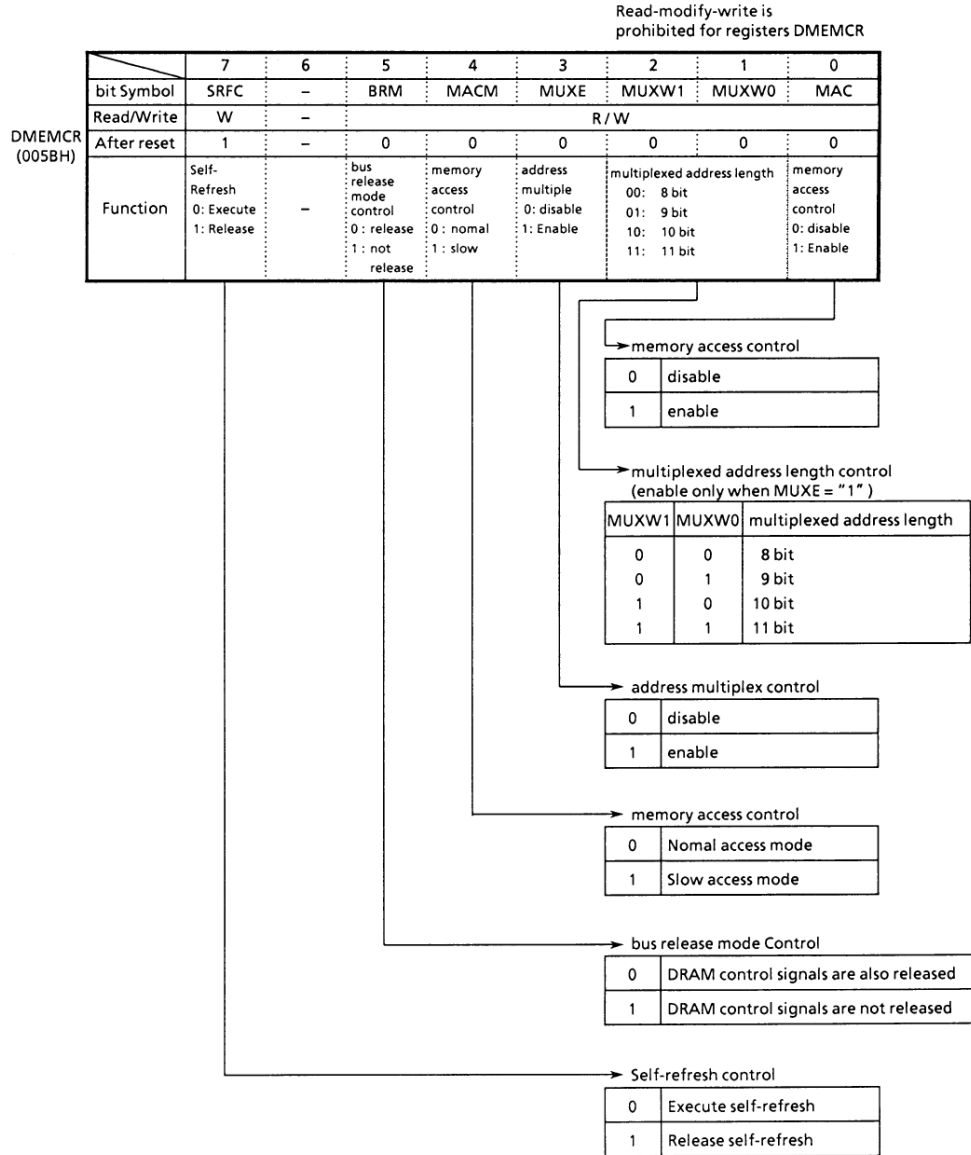 Read-modify-write is
prohibited for registers DMEMCR
7 6 5 4 3 2 1 0
bit Symbol SRFC – BRM MACM MUXE MUXW1 MUXW0 MAC
Read/Write W – R / W
DMEMCR
(005BH)
After reset 1 – 0 0 0 0 0 0
Function
Self-
Refresh
0: Execute
1: Release
–
bus
release
mode
control
0 : release
1 : not
release
memory
access
control
0 : nomal
1 : slow
address
multiple
0: disable
1: Enable
multiplexed address length
00: 8 bit
01: 9 bit
10: 10 bit
11: 11 bit
memory
access
control
0: disable
1: Enable
memory access control
0 disable
1 enable
multiplexed address length control
(enable only when MUXE = "1" )
MUXW1 MUXW0 multiplexed address length
0 0 8 bit
0 1 9 bit
1 0 10 bit
1 1 11 bit
address multiplex control
0 disable
1 enable
memory access control
0 Nomal access mode
1 Slow access mode
bus release mode Control
0 DRAM control signals are also released
1 DRAM control signals are not released
Self-refresh control
0 Execute self-refresh
1 Release self-refresh